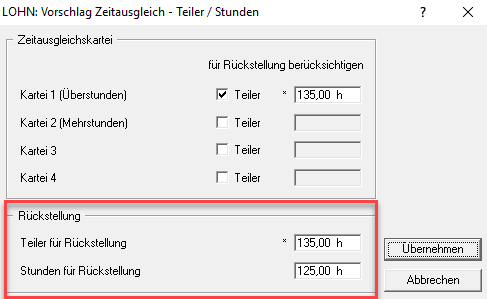 LOHN: Vorschlag Zeitausgleich - Teiler / Stunden
Zeitausgleichskartei
für Rückstellung berücksichtigen
Kartei 1 (Überstunden) Teiler * 135,00 h
Kartei 2 (Mehrstunden) Teiler
Kartei 3 Teiler
Kartei 4 Teiler
Rückstellung
Teiler für Rückstellung * 135,00 h
Stunden für Rückstellung 125,00 h
Übernehmen
Abbrechen